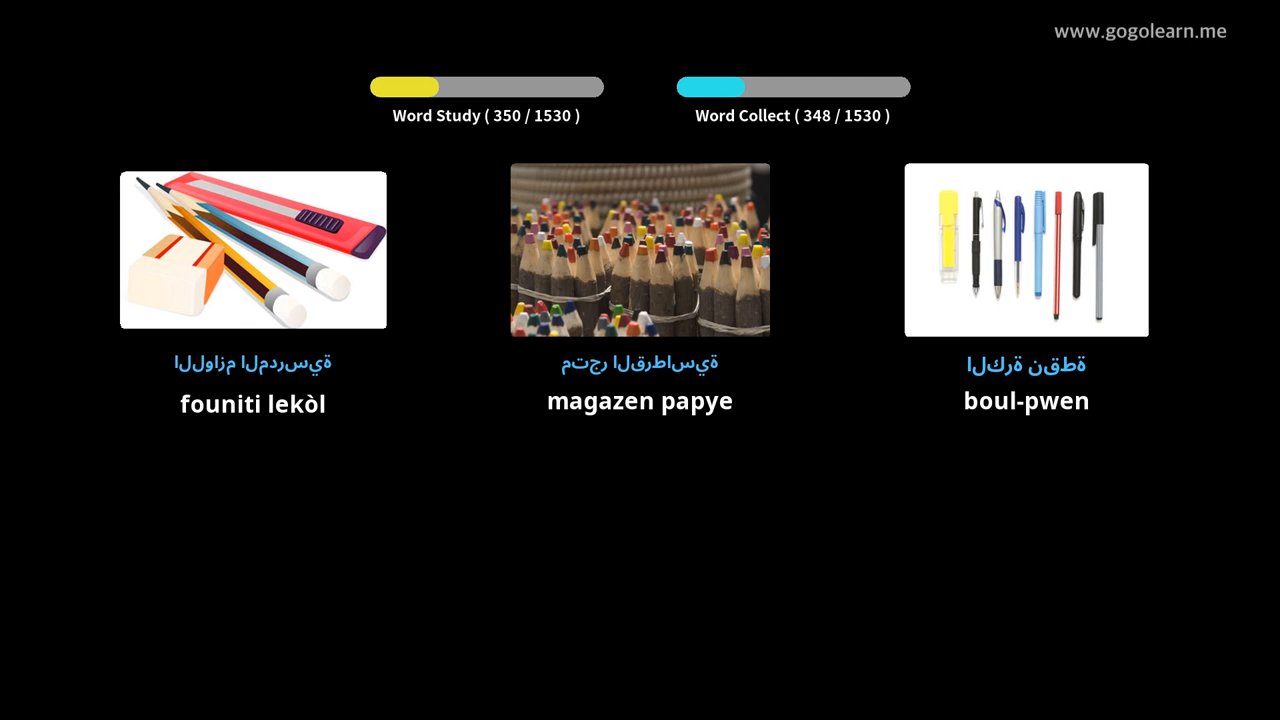 www.gogolearn.me
Word Study ( 350 / 1530 )
Word Collect ( 348 / 1530 )
اللوازم المدرسية
founiti lekòl
متجر القرطاسية
magazen papye
الكرة نقطة
boul-pwen